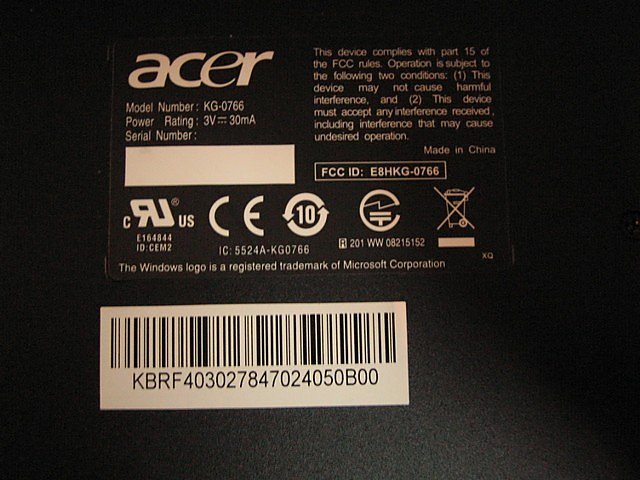 acer
This device complies with part 15 of
the FCC rules. Operation is subject to
the following two conditions: (1) This
device may not cause harmful
interference, and (2) This device
must accept any interference received,
including interference that may cause
undesired operation.
Model Number: KG-0766
Power Rating: 3V⎓30mA
Serial Number:
Made in China
FCC ID: E8HKG-0766
c RU ® US
E164844
ID:CEM2
CE
10
IC: 5524A-KG0766
R 201 WW 08215152
The Windows logo is a registered trademark of Microsoft Corporation
XQ
KBRF403027847024050B00